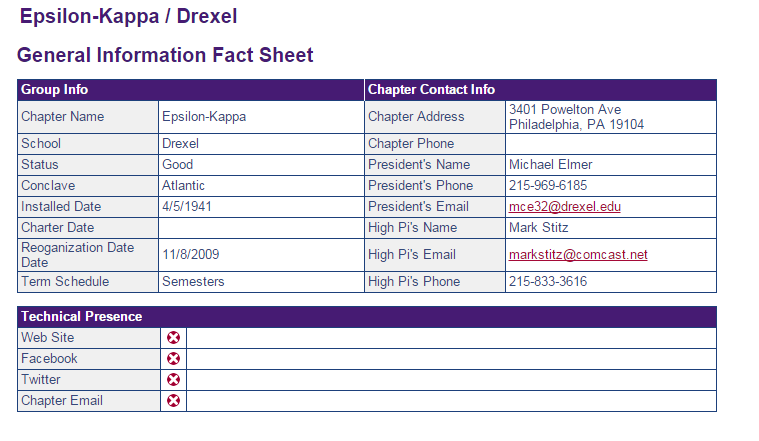 Epsilon-Kappa / Drexel
General Information Fact Sheet
Group Info Chapter Contact Info
Chapter Name Epsilon-Kappa Chapter Address 3401 Powelton Ave
Philadelphia, PA 19104
School Drexel Chapter Phone
Status Good President's Name Michael Elmer
Conclave Atlantic President's Phone 215-969-6185
Installed Date 4/5/1941 President's Email mce32@drexel.edu
Charter Date High Pi's Name Mark Stitz
Reoganization Date
Date 11/8/2009 High Pi's Email markstitz@comcast.net
Term Schedule Semesters High Pi's Phone 215-833-3616
Technical Presence
Web Site
Facebook
Twitter
Chapter Email